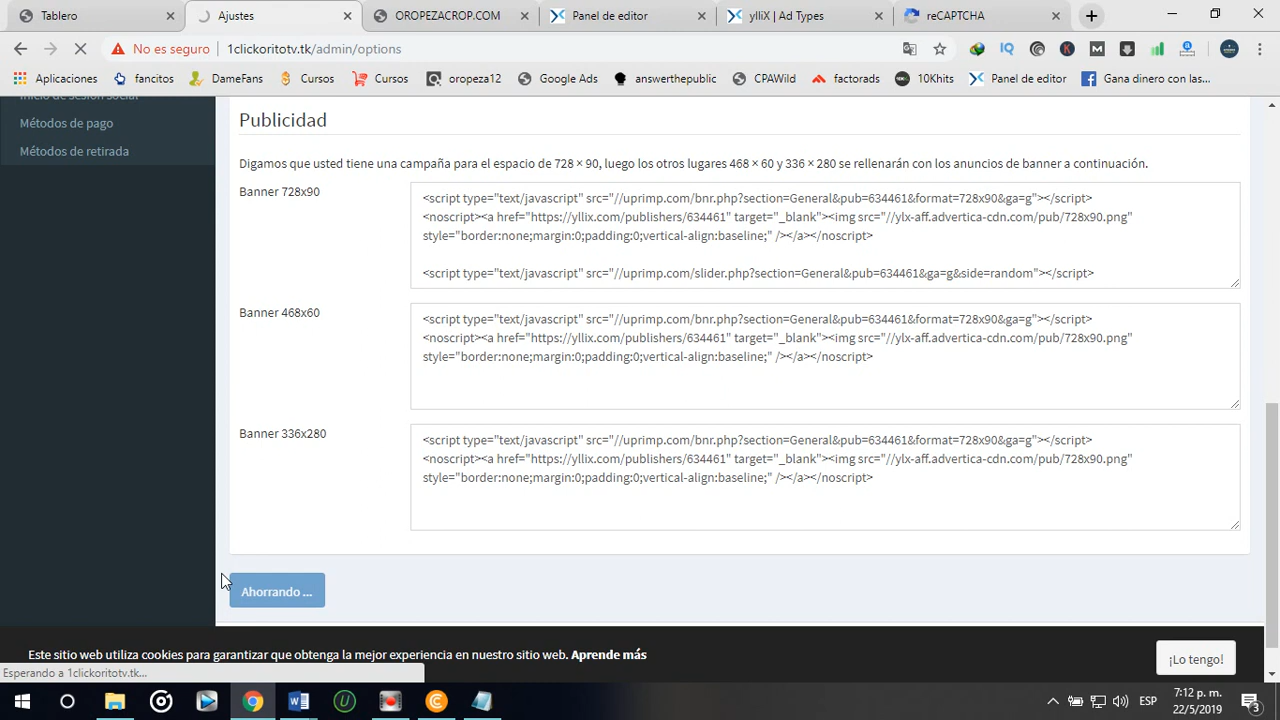 Tablero
Ajustes
OROPEZACROP.COM
Panel de editor
ylliX | Ad Types
reCAPTCHA
No es seguro
1clickoritotv.tk/admin/options
Aplicaciones
fancitos
DameFans
Cursos
Cursos
oropeza12
Google Ads
answerthepublic
CPAWild
factorads
10Khits
Panel de editor
Gana dinero con las...
Métodos de pago
Métodos de retirada
Publicidad
Digamos que usted tiene una campaña para el espacio de 728 × 90, luego los otros lugares 468 × 60 y 336 × 280 se rellenarán con los anuncios de banner a continuación.
Banner 728x90
<script type="text/javascript" src="//uprimp.com/bnr.php?section=General&pub=634461&format=728x90&ga=g"></script>
<noscript><a href="https://yllix.com/publishers/634461" target="_blank"><img src="//ylx-aff.advertica-cdn.com/pub/728x90.png"
style="border:none;margin:0;padding:0;vertical-align:baseline;" /></a></noscript>
<script type="text/javascript" src="//uprimp.com/slider.php?section=General&pub=634461&ga=g&side=random"></script>
Banner 468x60
<script type="text/javascript" src="//uprimp.com/bnr.php?section=General&pub=634461&format=728x90&ga=g"></script>
<noscript><a href="https://yllix.com/publishers/634461" target="_blank"><img src="//ylx-aff.advertica-cdn.com/pub/728x90.png"
style="border:none;margin:0;padding:0;vertical-align:baseline;" /></a></noscript>
Banner 336x280
<script type="text/javascript" src="//uprimp.com/bnr.php?section=General&pub=634461&format=728x90&ga=g"></script>
<noscript><a href="https://yllix.com/publishers/634461" target="_blank"><img src="//ylx-aff.advertica-cdn.com/pub/728x90.png"
style="border:none;margin:0;padding:0;vertical-align:baseline;" /></a></noscript>
Ahorrando ...
Este sitio web utiliza cookies para garantizar que obtenga la mejor experiencia en nuestro sitio web. Aprende más
¡Lo tengo!
Esperando a 1clickoritotv.tk...
ESP
7:12 p. m.
22/5/2019
3